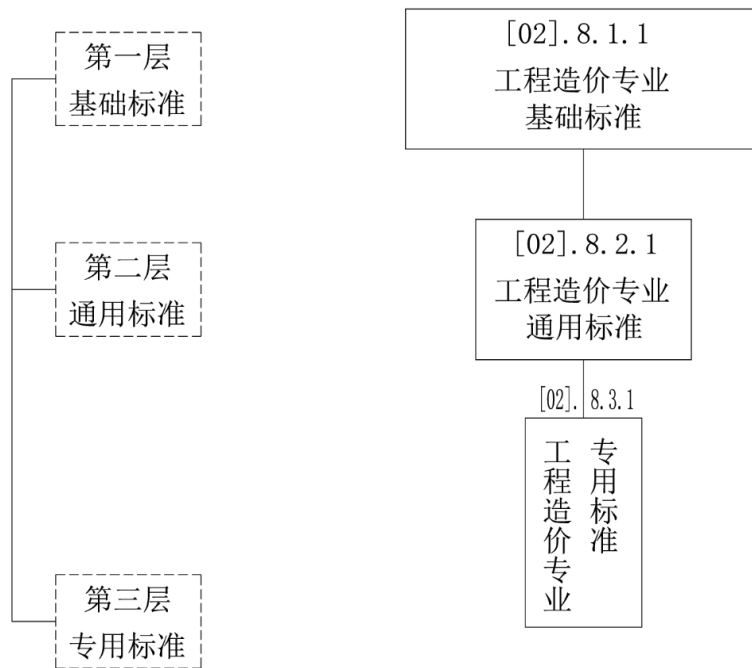 第一层
基础标准
[02].8.1.1
工程造价专业
基础标准
第二层
通用标准
[02].8.2.1
工程造价专业
通用标准
[02].8.3.1
工程造价专业
专用标准
第三层
专用标准